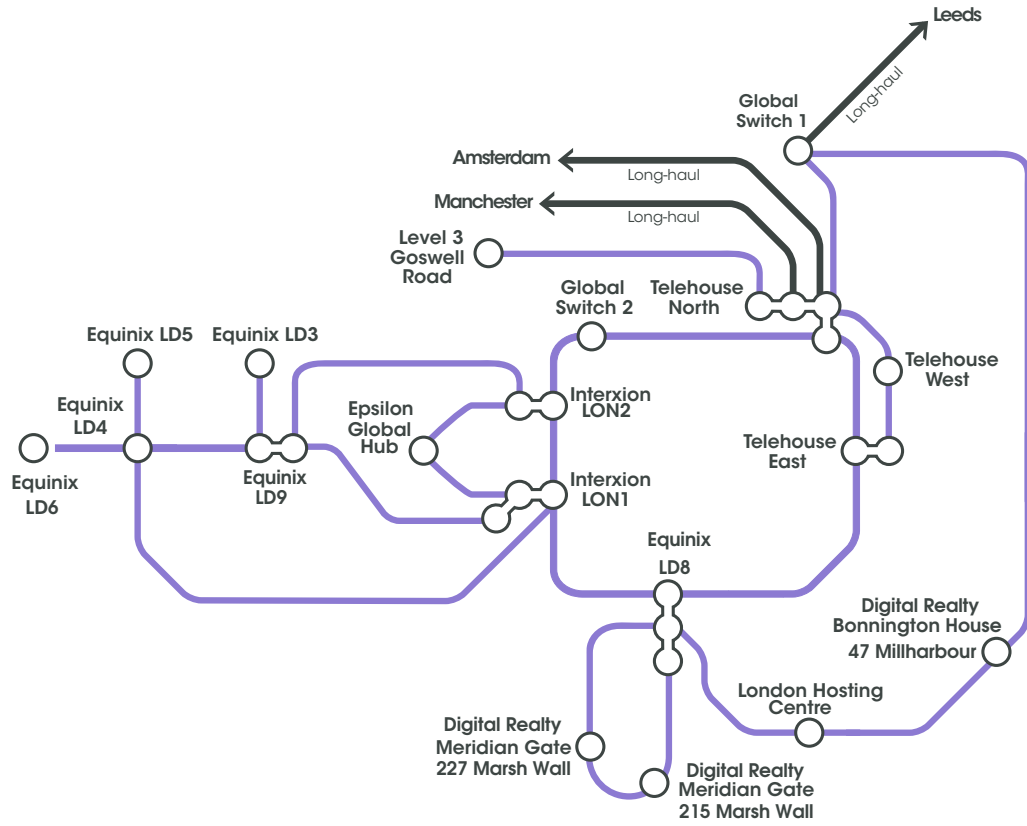 Leeds
Long-haul
Global
Switch 1
Amsterdam
Long-haul
Manchester
Long-haul
Level 3
Goswell
Road
Global
Switch 2
Telehouse
North
Equinix LD5
Equinix LD3
Telehouse
West
Equinix
LD4
Epsilon
Global
Hub
Interxion
LON2
Telehouse
East
Equinix
LD6
Equinix
LD9
Interxion
LON1
Equinix
LD8
Digital Realty
Bonnington House
47 Millharbour
London Hosting
Centre
Digital Realty
Meridian Gate
227 Marsh Wall
Digital Realty
Meridian Gate
215 Marsh Wall